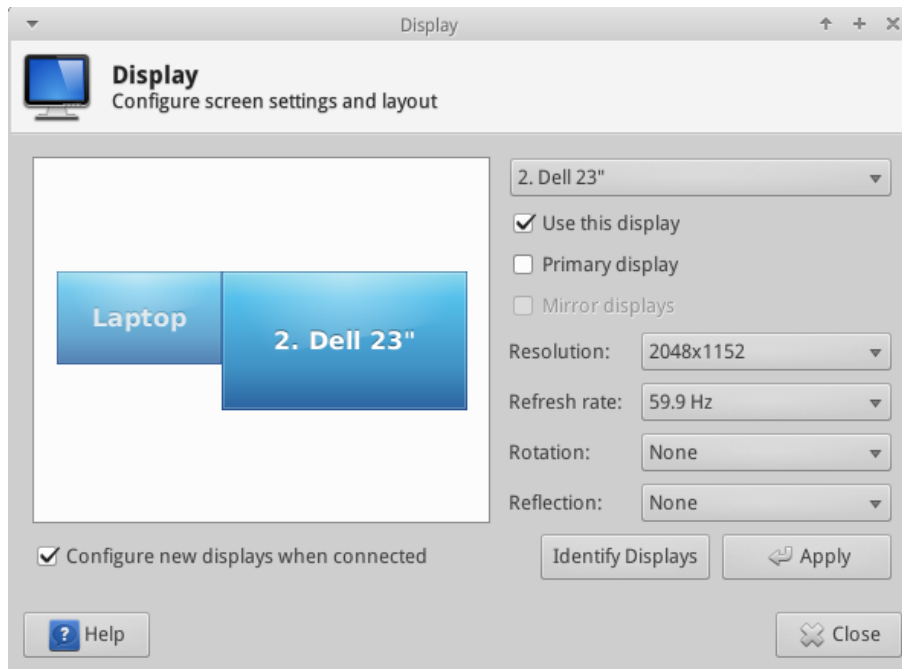 Display
Display
Configure screen settings and layout
Laptop
2. Dell 23"
2. Dell 23"
Use this display
Primary display
Mirror displays
Resolution: 2048x1152
Refresh rate: 59.9 Hz
Rotation: None
Reflection: None
Configure new displays when connected
Identify Displays
Apply
Help
Close